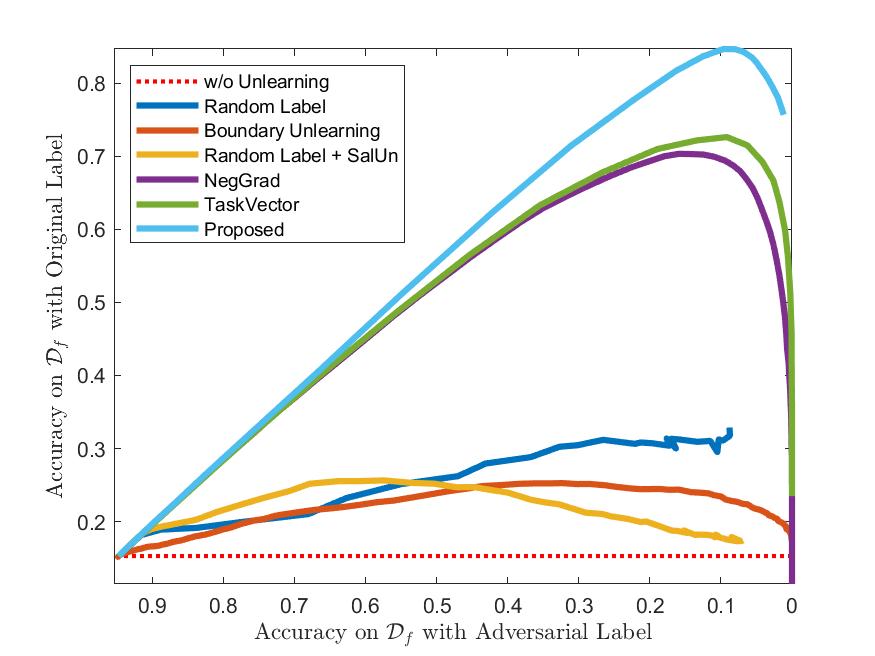 w/o Unlearning
Random Label
Boundary Unlearning
Random Label + SalUn
NegGrad
TaskVector
Proposed
0.8
0.7
0.6
0.5
0.4
0.3
0.2
Accuracy on 𝒟f with Original Label
0.9 0.8 0.7 0.6 0.5 0.4 0.3 0.2 0.1 0
Accuracy on 𝒟f with Adversarial Label